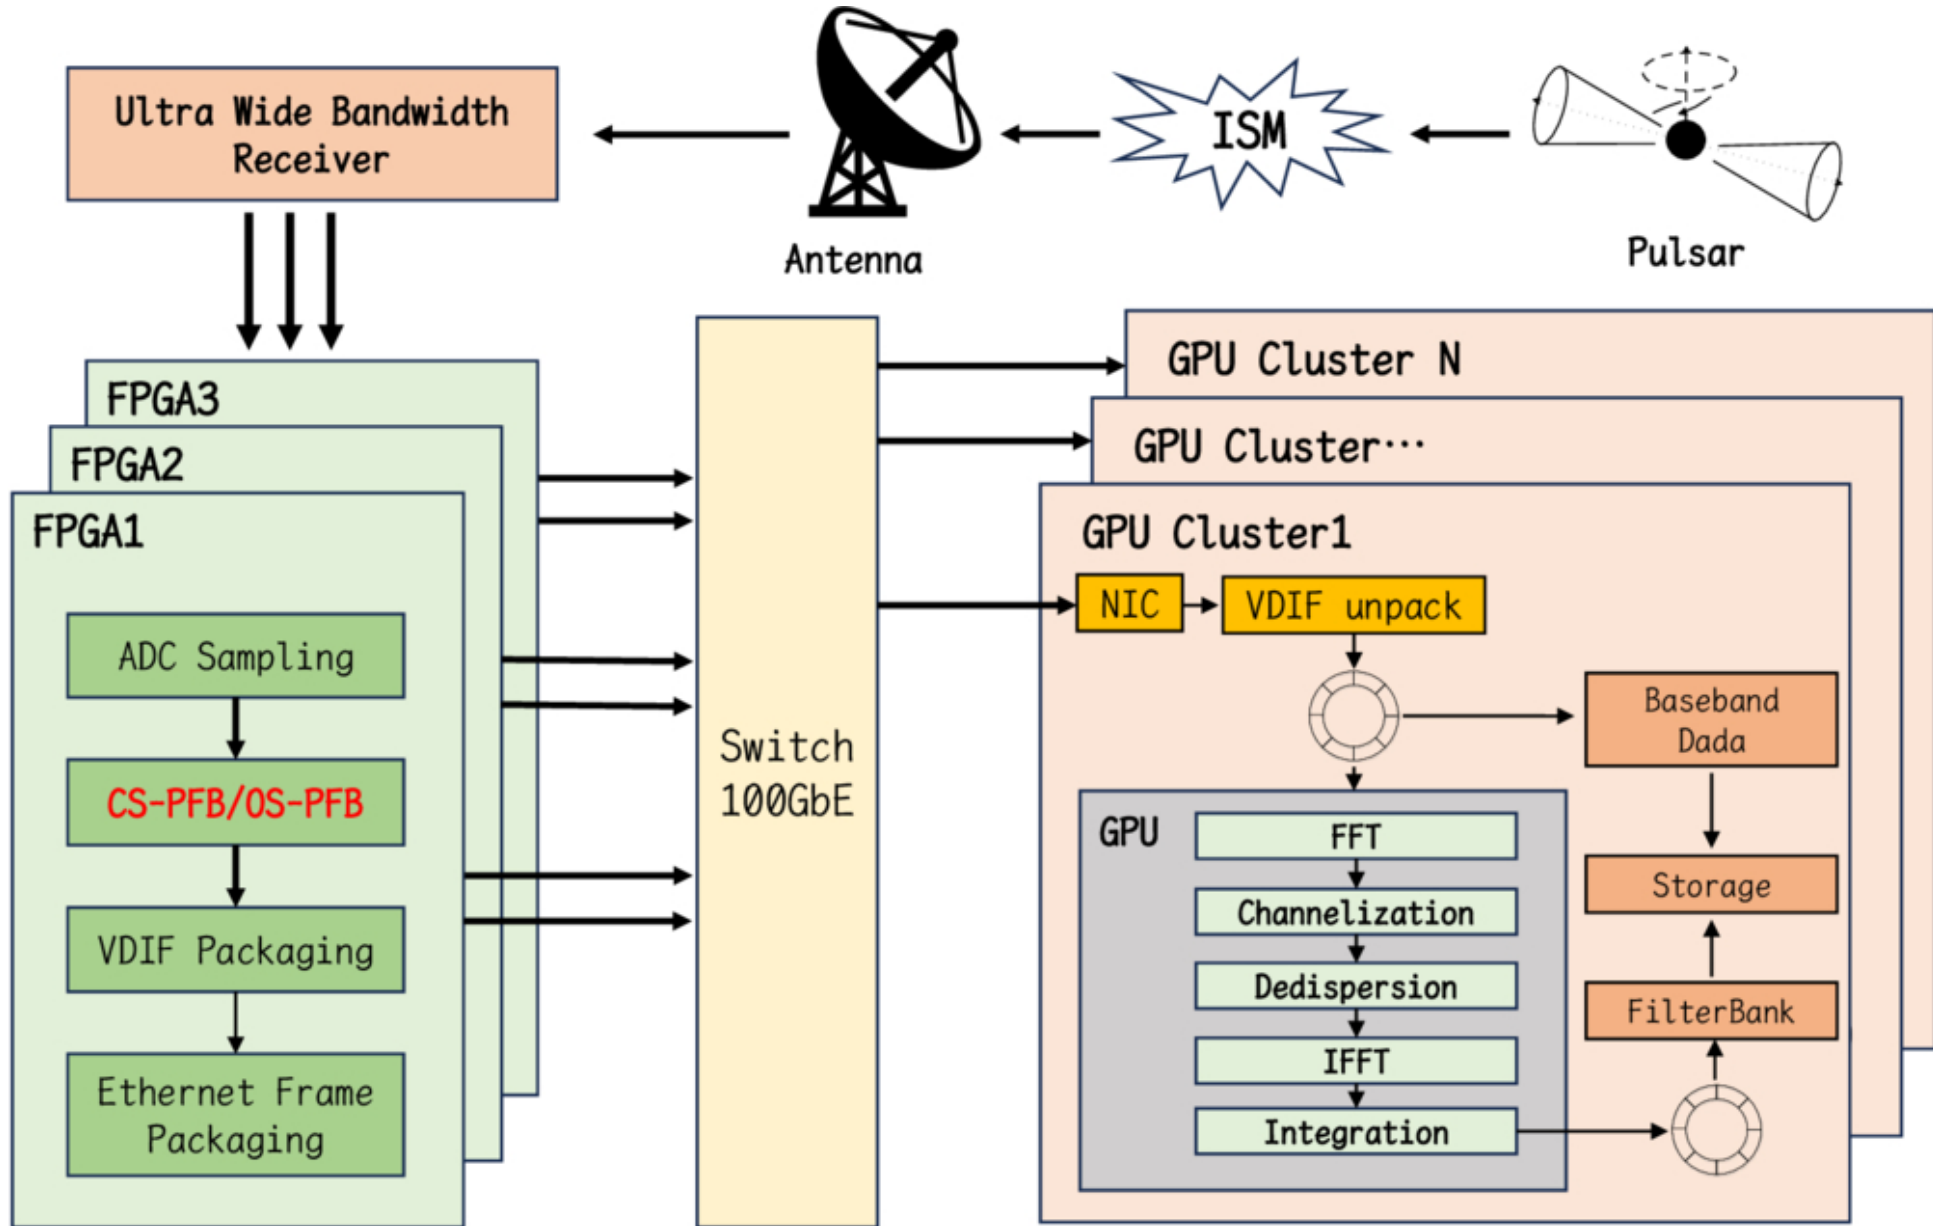 Ultra Wide Bandwidth
Receiver
Antenna
ISM
Pulsar
FPGA3
FPGA2
FPGA1
ADC Sampling
CS-PFB/OS-PFB
VDIF Packaging
Ethernet Frame
Packaging
Switch
100GbE
GPU Cluster N
GPU Cluster···
GPU Cluster1
NIC
VDIF unpack
Baseband
Dada
Storage
FilterBank
GPU
FFT
Channelization
Dedispersion
IFFT
Integration